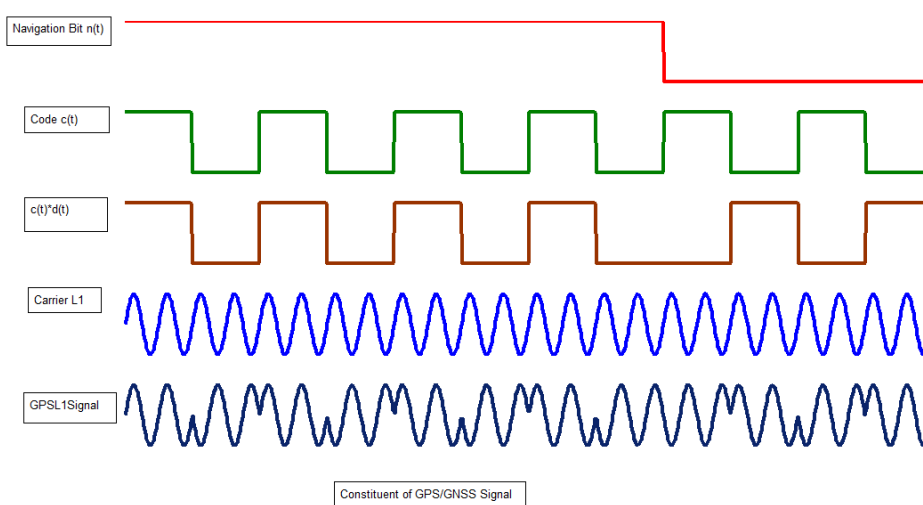 Navigation Bit n(t)
Code c(t)
c(t)*d(t)
Carrier L1
GPSL1Signal
Constituent of GPS/GNSS Signal